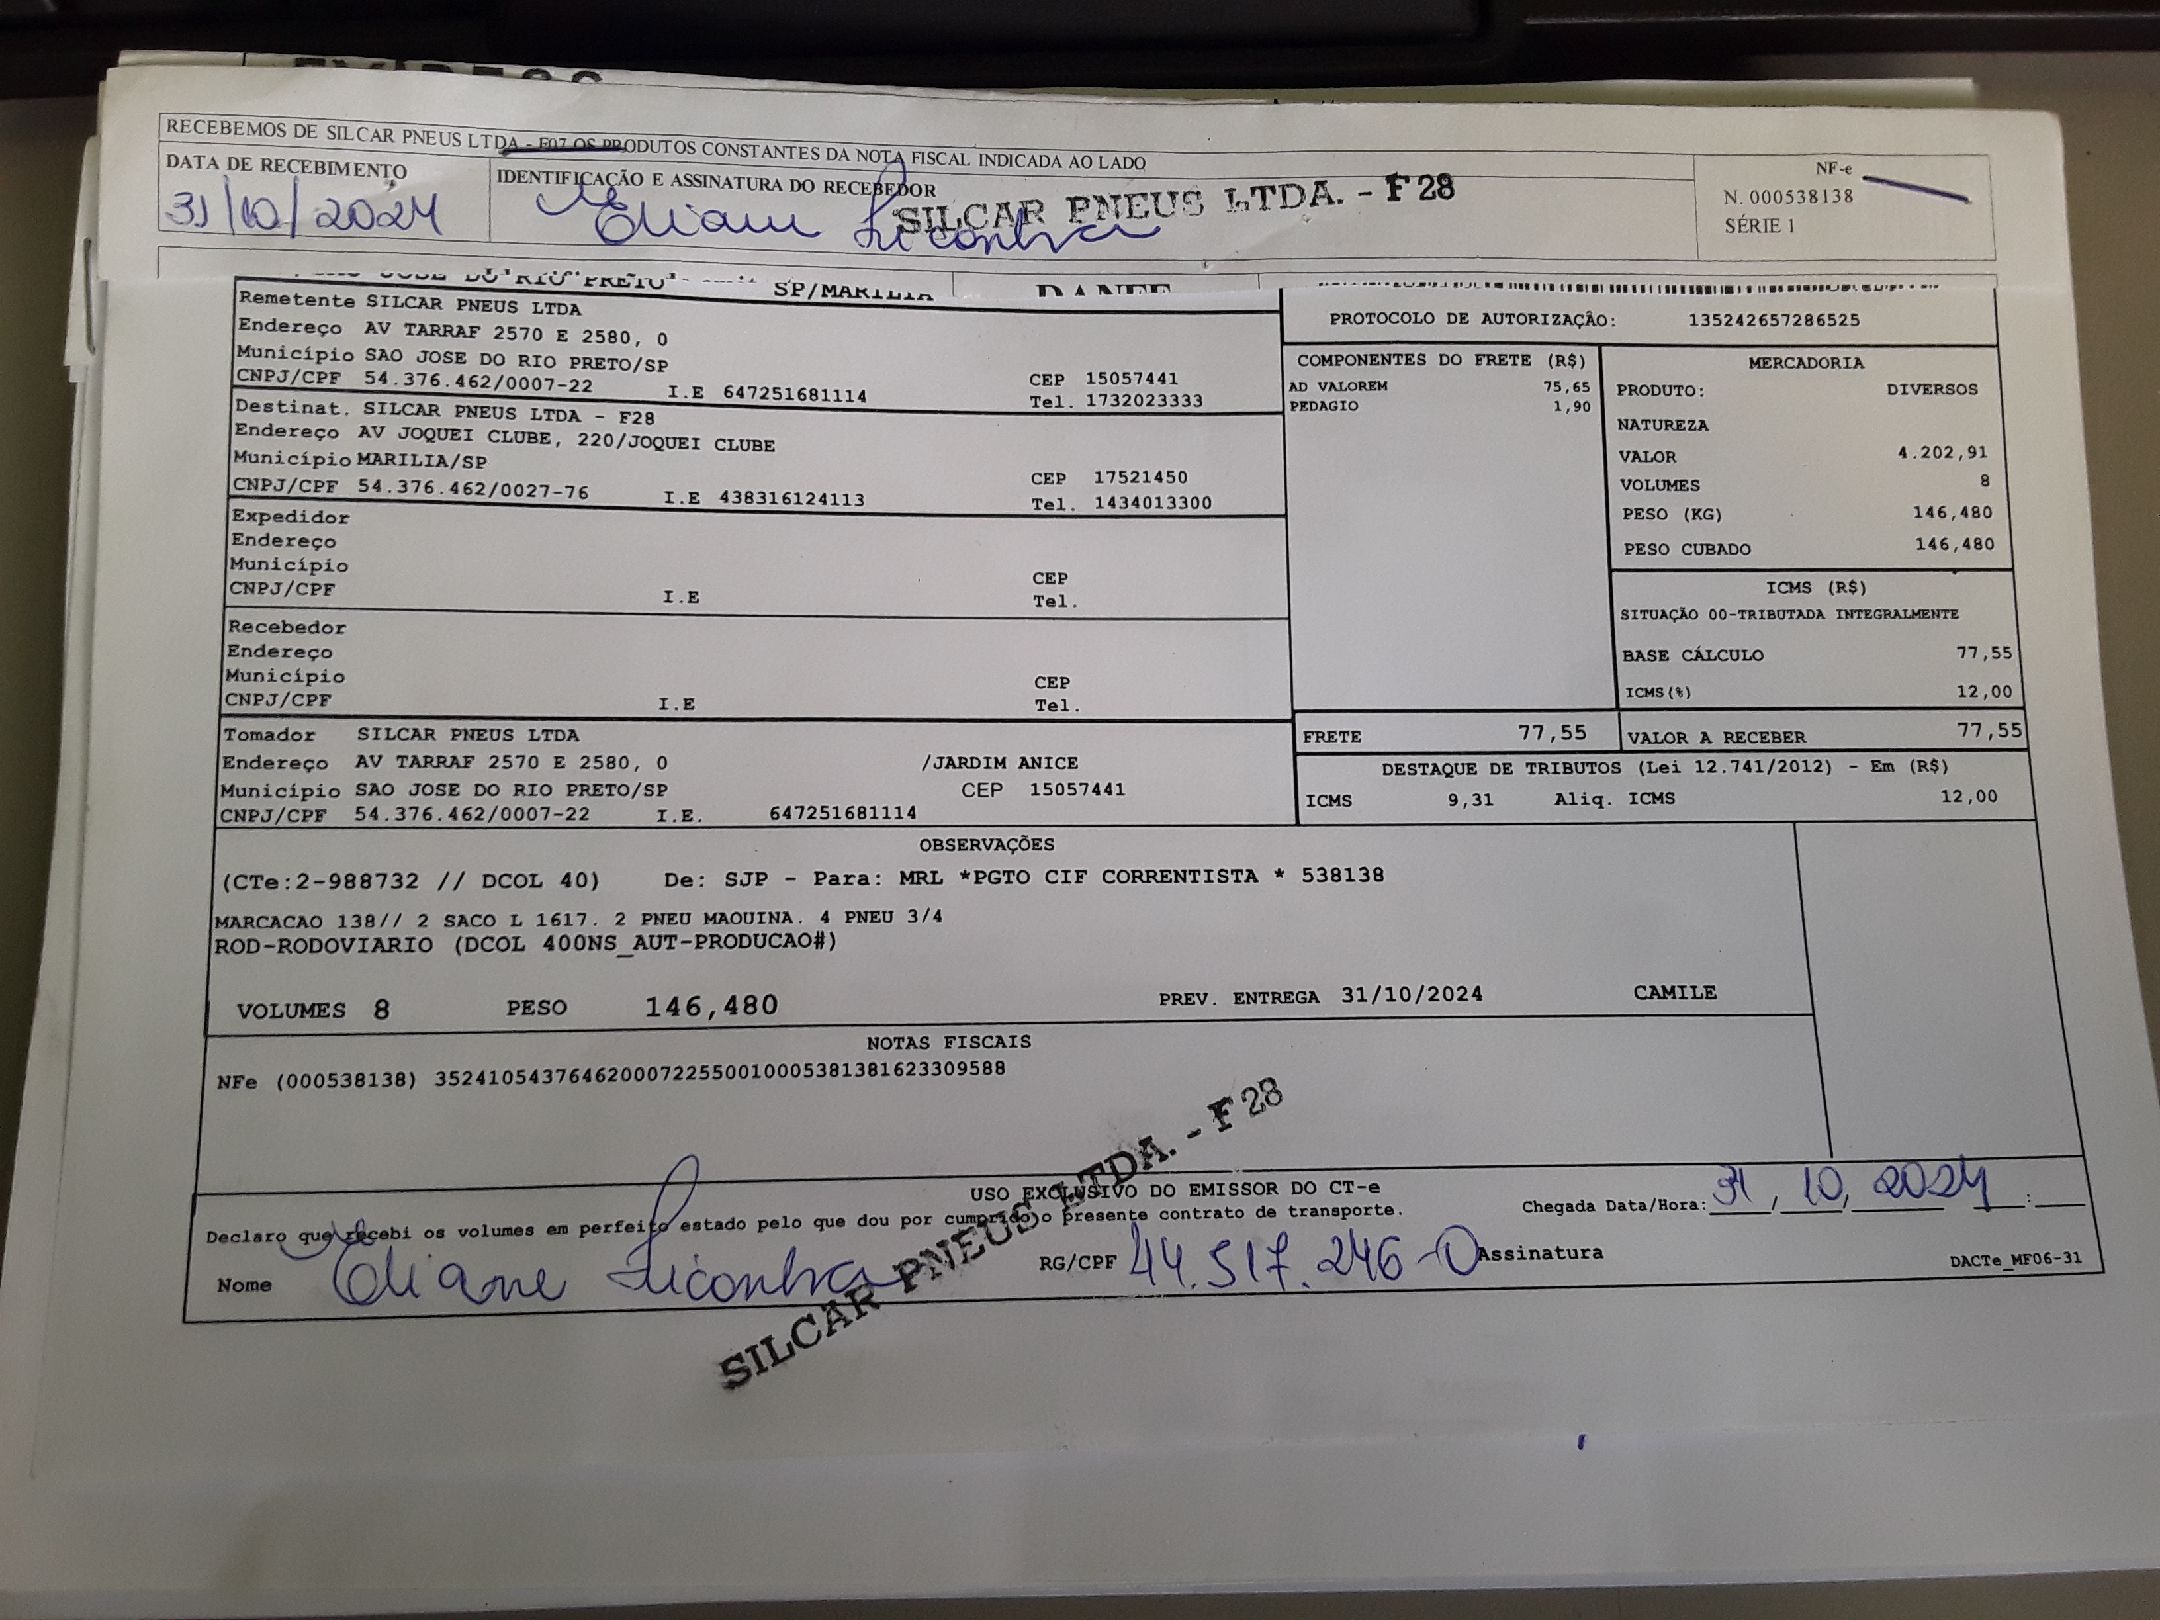 RECEBEMOS DE SILCAR PNEUS LTDA - F07 OS PRODUTOS CONSTANTES DA NOTA FISCAL INDICADA AO LADO
DATA DE RECEBIMENTO
31/10/2024
IDENTIFICAÇÃO E ASSINATURA DO RECEBEDOR
SILCAR PNEUS LTDA. - F 28
NF-e
N. 000538138
SÉRIE 1
JOSE DO RIO PRETO
SP/MARILIA
DANFE
Remetente SILCAR PNEUS LTDA
Endereço AV TARRAF 2570 E 2580, 0
Município SAO JOSE DO RIO PRETO/SP
CEP 15057441
CNPJ/CPF 54.376.462/0007-22 I.E 647251681114 Tel. 1732023333
Destinat. SILCAR PNEUS LTDA - F28
Endereço AV JOQUEI CLUBE, 220/JOQUEI CLUBE
Município MARILIA/SP CEP 17521450
CNPJ/CPF 54.376.462/0027-76 I.E 438316124113 Tel. 1434013300
Expedidor
Endereço
Município CEP
CNPJ/CPF I.E Tel.
Recebedor
Endereço
Município CEP
CNPJ/CPF I.E Tel.
Tomador SILCAR PNEUS LTDA
Endereço AV TARRAF 2570 E 2580, 0 /JARDIM ANICE
Município SAO JOSE DO RIO PRETO/SP CEP 15057441
CNPJ/CPF 54.376.462/0007-22 I.E. 647251681114
PROTOCOLO DE AUTORIZAÇÃO: 135242657286525
COMPONENTES DO FRETE (R$)
AD VALOREM 75,65
PEDAGIO 1,90
MERCADORIA
PRODUTO: DIVERSOS
NATUREZA
VALOR 4.202,91
VOLUMES 8
PESO (KG) 146,480
PESO CUBADO 146,480
ICMS (R$)
SITUAÇÃO 00-TRIBUTADA INTEGRALMENTE
BASE CÁLCULO 77,55
ICMS(%) 12,00
FRETE 77,55 VALOR A RECEBER 77,55
DESTAQUE DE TRIBUTOS (Lei 12.741/2012) - Em (R$)
ICMS 9,31 Aliq. ICMS 12,00
OBSERVAÇÕES
(CTe:2-988732 // DCOL 40) De: SJP - Para: MRL *PGTO CIF CORRENTISTA * 538138
MARCACAO 138// 2 SACO L 1617. 2 PNEU MAQUINA. 4 PNEU 3/4
ROD-RODOVIARIO (DCOL 400NS_AUT-PRODUCAO#)
VOLUMES 8 PESO 146,480 PREV. ENTREGA 31/10/2024 CAMILE
NOTAS FISCAIS
NFe (000538138) 35241054376462000722550010005381381623309588
USO EXCLUSIVO DO EMISSOR DO CT-e
Chegada Data/Hora: 31, 10, 2024 :
Declaro que recebi os volumes em perfeito estado pelo que dou por cumprido o presente contrato de transporte.
Nome Eliane RG/CPF 44.517.246-0 Assinatura
DACTe_MF06-31
SILCAR PNEUS LTDA. - F 28